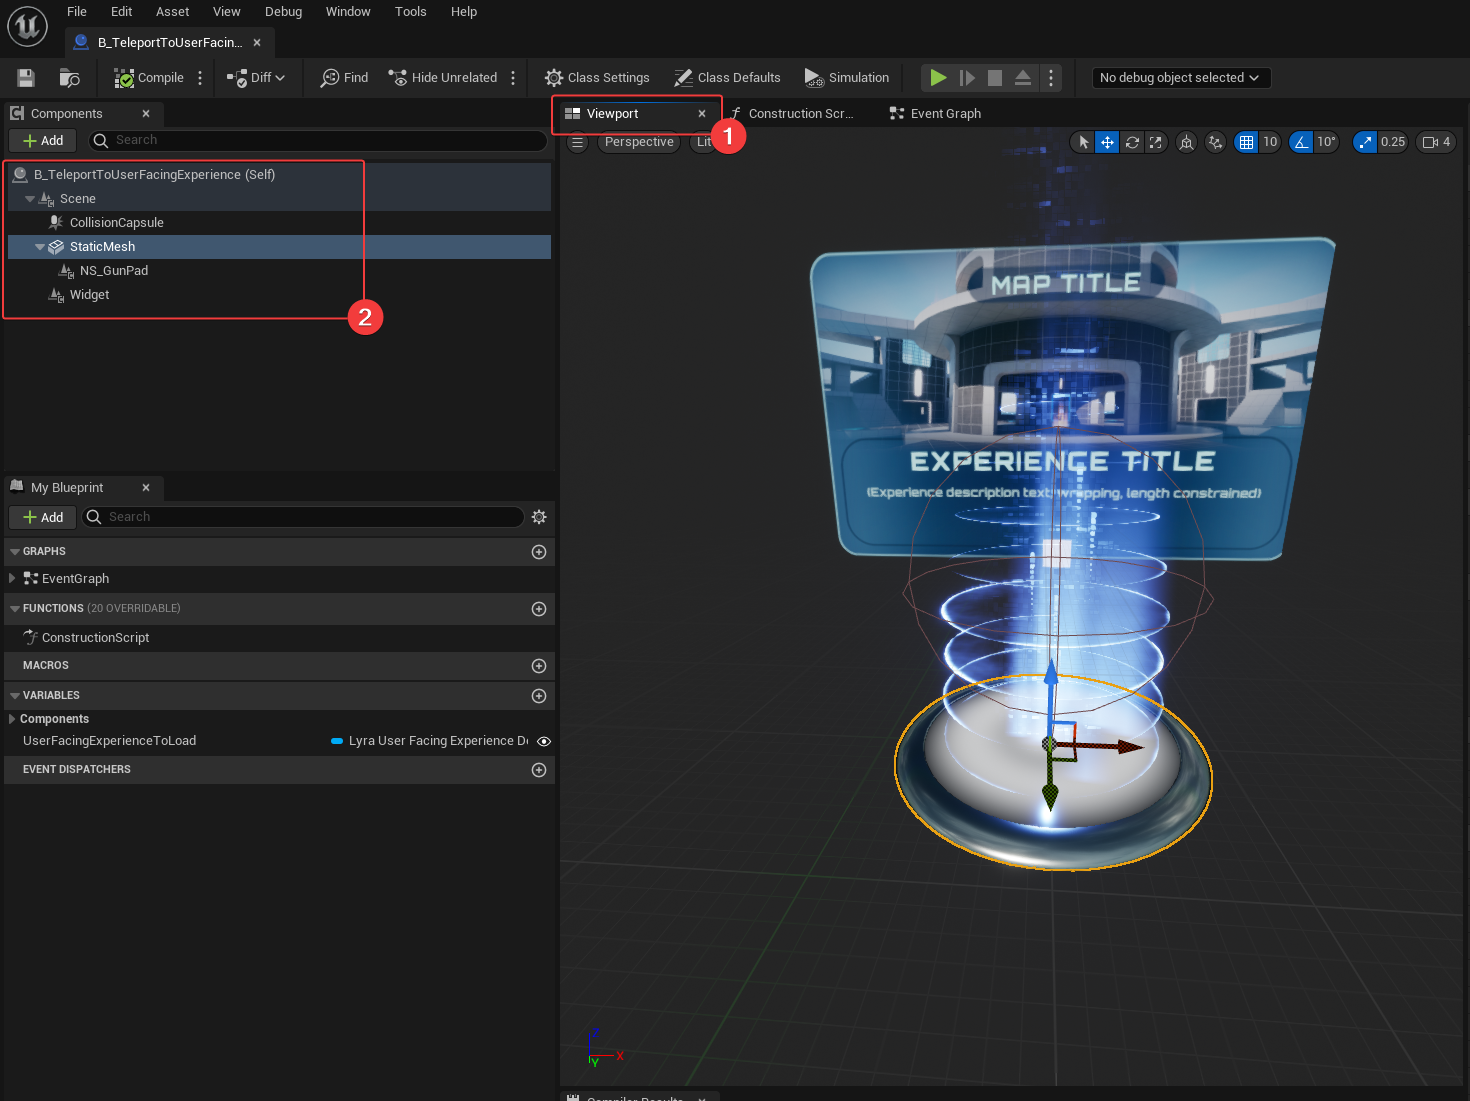 File Edit Asset View Debug Window Tools Help
B_TeleportToUserFacin...
Compile Diff Find Hide Unrelated Class Settings Class Defaults Simulation No debug object selected
Components
Viewport Construction Scr... Event Graph
1
Add Search
Perspective Lit 10 10° 0.25 4
B_TeleportToUserFacingExperience (Self)
Scene
CollisionCapsule
StaticMesh
NS_GunPad
Widget
2
MAP TITLE
EXPERIENCE TITLE
(Experience description text, wrapping, length constrained)
My Blueprint
Add Search
GRAPHS
EventGraph
FUNCTIONS (20 OVERRIDABLE)
ConstructionScript
MACROS
VARIABLES
Components
UserFacingExperienceToLoad Lyra User Facing Experience De
EVENT DISPATCHERS
Z
X
Y
Compiler Results